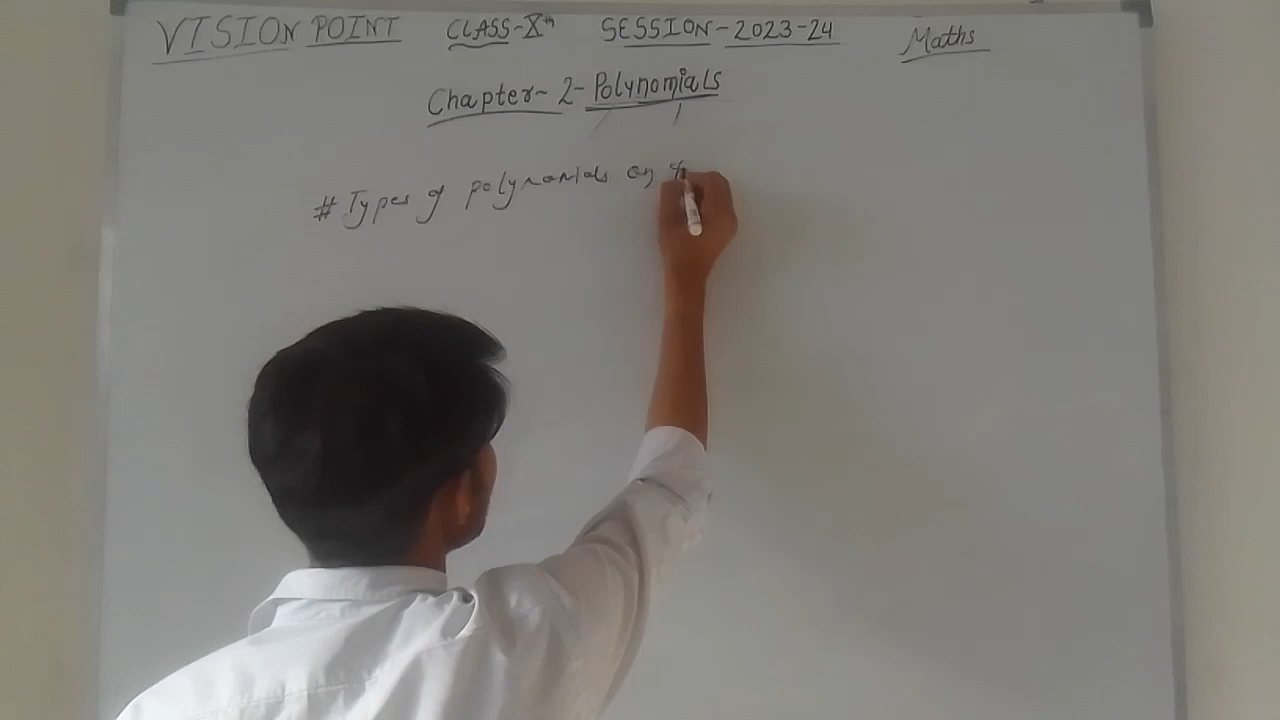 VISION POINT CLASS-Xth SESSION-2023-24 Maths
Chapter-2-Polynomials
# Types of polynomials on